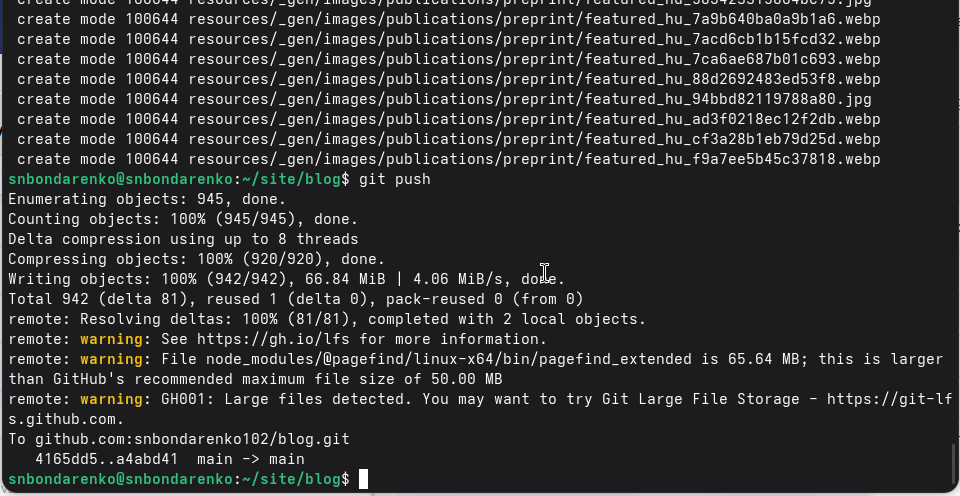 create mode 100644 resources/_gen/images/publications/preprint/featured_hu_7a9b640ba0a9b1a6.webp
create mode 100644 resources/_gen/images/publications/preprint/featured_hu_7acd6cb1b15fcd32.webp
create mode 100644 resources/_gen/images/publications/preprint/featured_hu_7ca6ae687b01c693.webp
create mode 100644 resources/_gen/images/publications/preprint/featured_hu_88d2692483ed53f8.webp
create mode 100644 resources/_gen/images/publications/preprint/featured_hu_94bbd82119788a80.jpg
create mode 100644 resources/_gen/images/publications/preprint/featured_hu_ad3f0218ec12f2db.webp
create mode 100644 resources/_gen/images/publications/preprint/featured_hu_cf3a28b1eb79d25d.webp
create mode 100644 resources/_gen/images/publications/preprint/featured_hu_f9a7ee5b45c37818.webp
snbondarenko@snbondarenko:~/site/blog$ git push
Enumerating objects: 945, done.
Counting objects: 100% (945/945), done.
Delta compression using up to 8 threads
Compressing objects: 100% (920/920), done.
Writing objects: 100% (942/942), 66.84 MiB | 4.06 MiB/s, done.
Total 942 (delta 81), reused 1 (delta 0), pack-reused 0 (from 0)
remote: Resolving deltas: 100% (81/81), completed with 2 local objects.
remote: warning: See https://gh.io/lfs for more information.
remote: warning: File node_modules/@pagefind/linux-x64/bin/pagefind_extended is 65.64 MB; this is larger
than GitHub's recommended maximum file size of 50.00 MB
remote: warning: GH001: Large files detected. You may want to try Git Large File Storage - https://git-lf
s.github.com.
To github.com:snbondarenko102/blog.git
4165dd5..a4abd41  main -> main
snbondarenko@snbondarenko:~/site/blog$